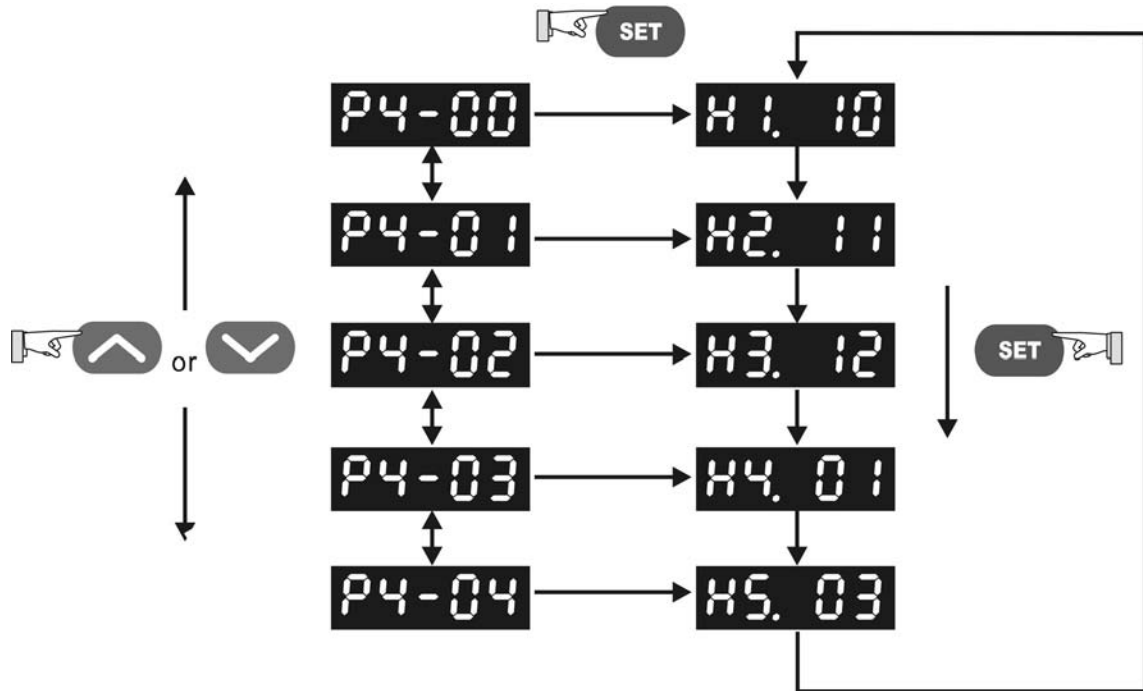 SET
P4-00 H1. 10
P4-01 H2. 11
P4-02 H3. 12
or
SET
P4-03 H4. 01
P4-04 H5. 03